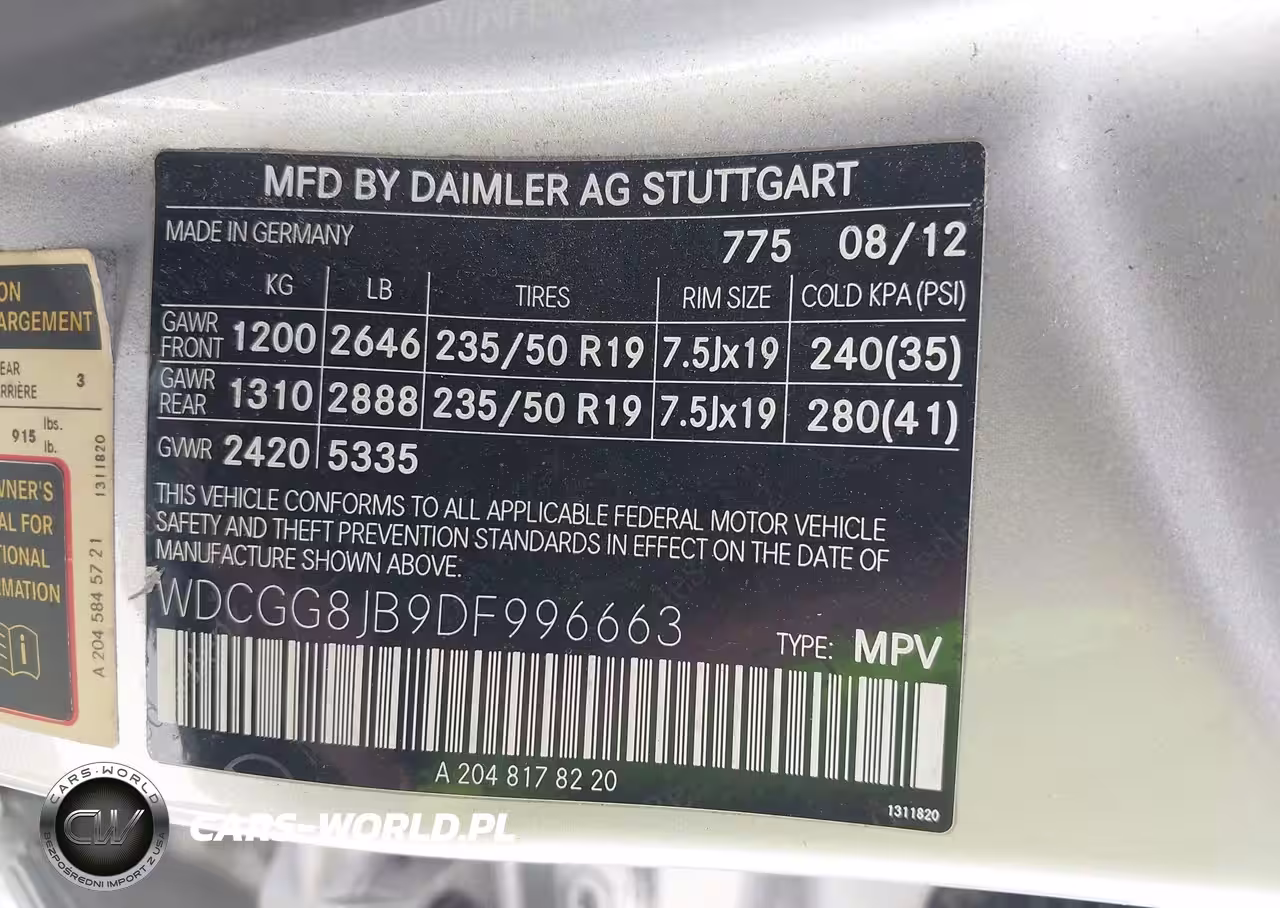 MFD BY DAIMLER AG STUTTGART
MADE IN GERMANY 775 08/12
KG LB TIRES RIM SIZE COLD KPA (PSI)
GAWR FRONT 1200 2646 235/50 R19 7.5Jx19 240(35)
GAWR REAR 1310 2888 235/50 R19 7.5Jx19 280(41)
GVWR 2420 5335
THIS VEHICLE CONFORMS TO ALL APPLICABLE FEDERAL MOTOR VEHICLE
SAFETY AND THEFT PREVENTION STANDARDS IN EFFECT ON THE DATE OF
MANUFACTURE SHOWN ABOVE.
WDCGG8JB9DF996663
TYPE: MPV
A 204 817 82 20
1311820
ON
ARGEMENT
EAR
RRIÈRE 3
915 lbs.
lb.
1311820
WNER'S
AL FOR
TIONAL
RMATION
A 204 584 57 21
CARS-WORLD
CW
BEZPOŚREDNI IMPORT Z USA
CARS-WORLD.PL